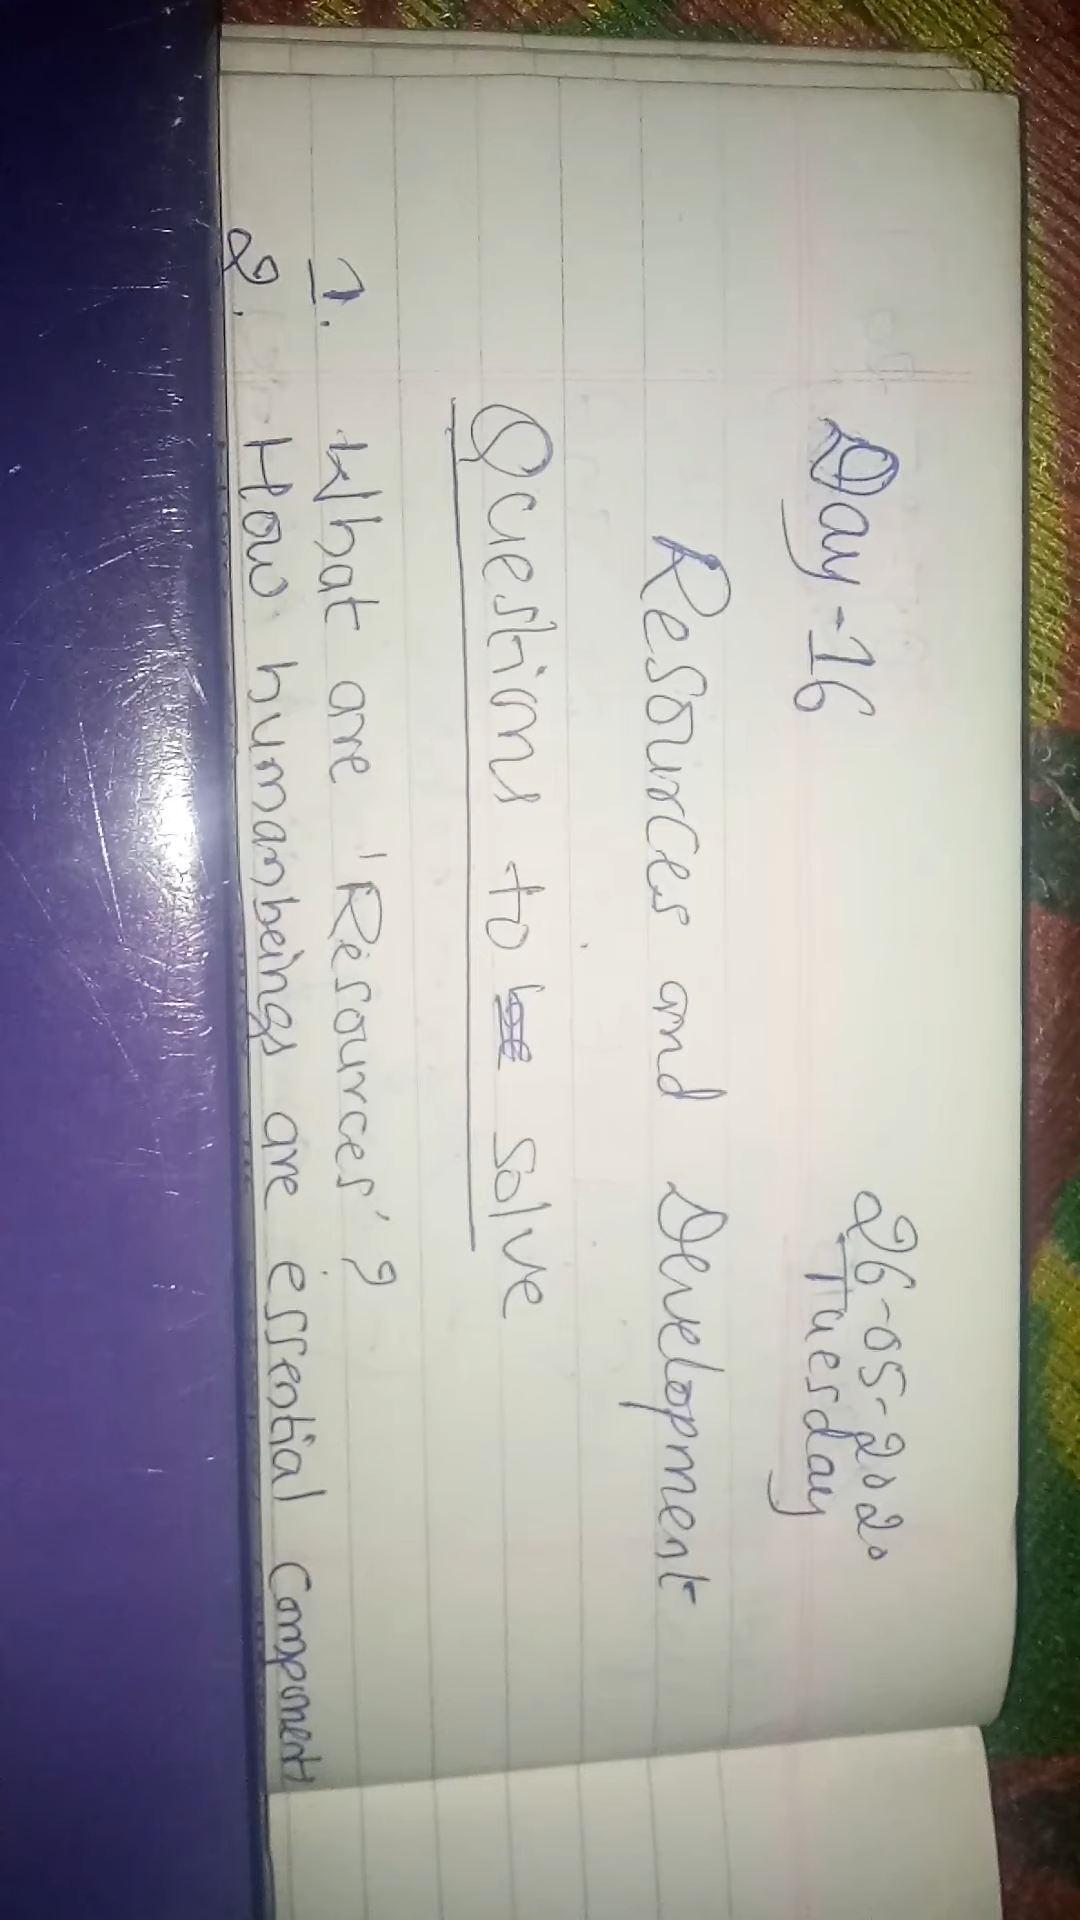 Day-16 26-05-2020
Tuesday
Resources and Development
Questions to solve
1. What are 'Resources'?
2. How humanbeings are essential Component